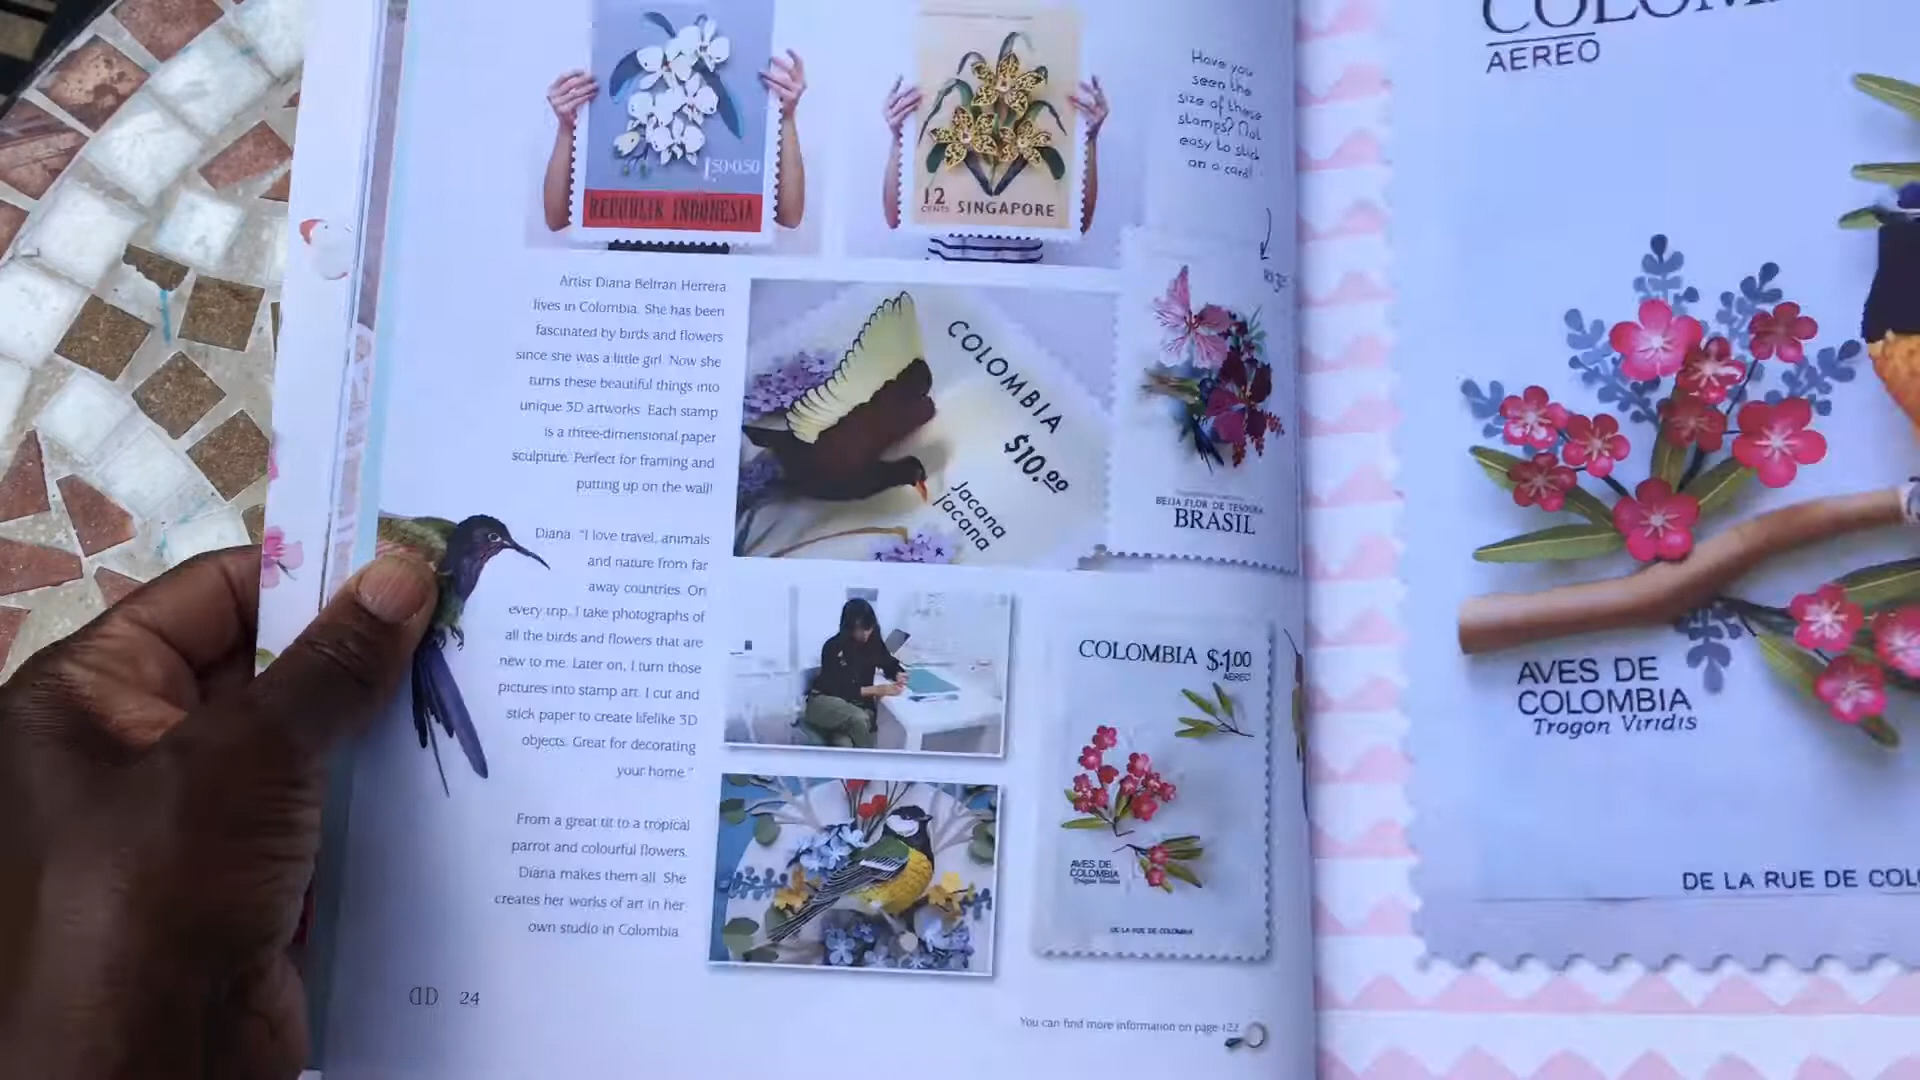 1.50+0.50
REPUBLIK INDONESIA
12
CENTS SINGAPORE
Have you
seen the
size of these
stamps? Not
easy to stick
on a card!
Artist Diana Beltran Herrera
lives in Colombia. She has been
fascinated by birds and flowers
since she was a little girl. Now she
turns these beautiful things into
unique 3D artworks. Each stamp
is a three-dimensional paper
sculpture. Perfect for framing and
putting up on the wall!
Diana: "I love travel, animals
and nature from far
away countries. On
every trip, I take photographs of
all the birds and flowers that are
new to me. Later on, I turn those
pictures into stamp art. I cut and
stick paper to create lifelike 3D
objects. Great for decorating
your home."
From a great tit to a tropical
parrot and colourful flowers,
Diana makes them all. She
creates her works of art in her
own studio in Colombia.
COLOMBIA
$10.00
Jacana
jacana
BEIJA FLOR DE TESOURA
BRASIL
COLOMBIA $1.00
AEREO
AVES DE
COLOMBIA
Trogon Viridis
DE LA RUE DE COLOMBIA
24
You can find more information on page 122
AEREO
AVES DE
COLOMBIA
Trogon Viridis
DE LA RUE DE COL